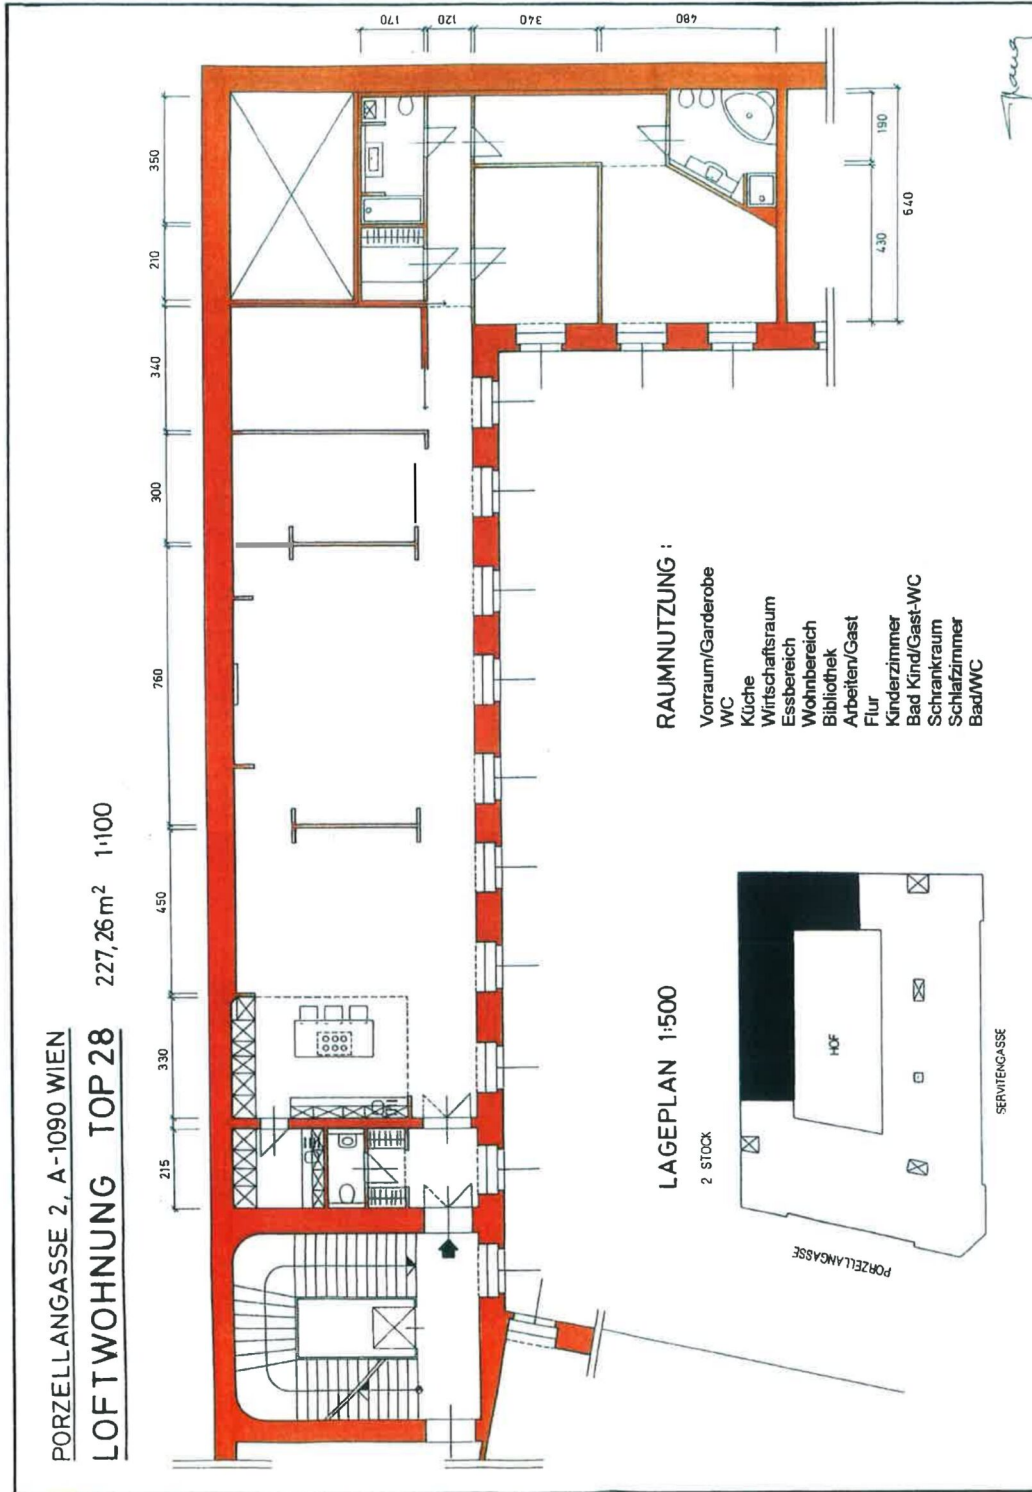 PORZELLANGASSE 2, A-1090 WIEN
LOFTWOHNUNG TOP 28 227,26m² 1:100
215
330
450
760
300
340
210
350
170
120
340
480
190
430
640
RAUMNUTZUNG :
Vorraum/Garderobe
WC
Küche
Wirtschaftsraum
Essbereich
Wohnbereich
Bibliothek
Arbeiten/Gast
Flur
Kinderzimmer
Bad Kind/Gast-WC
Schrankraum
Schlafzimmer
Bad/WC
LAGEPLAN 1:500
2 STOCK
HOF
PORZELLANGASSE
SERVITENGASSE